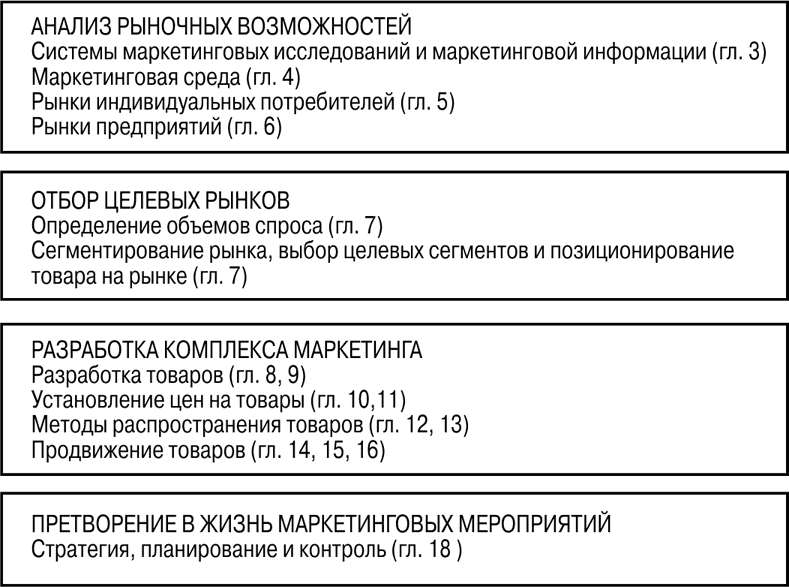 АНАЛИЗ РЫНОЧНЫХ ВОЗМОЖНОСТЕЙ
Системы маркетинговых исследований и маркетинговой информации (гл. 3)
Маркетинговая среда (гл. 4)
Рынки индивидуальных потребителей (гл. 5)
Рынки предприятий (гл. 6)
ОТБОР ЦЕЛЕВЫХ РЫНКОВ
Определение объемов спроса (гл. 7)
Сегментирование рынка, выбор целевых сегментов и позиционирование
товара на рынке (гл. 7)
РАЗРАБОТКА КОМПЛЕКСА МАРКЕТИНГА
Разработка товаров (гл. 8, 9)
Установление цен на товары (гл. 10,11)
Методы распространения товаров (гл. 12, 13)
Продвижение товаров (гл. 14, 15, 16)
ПРЕТВОРЕНИЕ В ЖИЗНЬ МАРКЕТИНГОВЫХ МЕРОПРИЯТИЙ
Стратегия, планирование и контроль (гл. 18 )